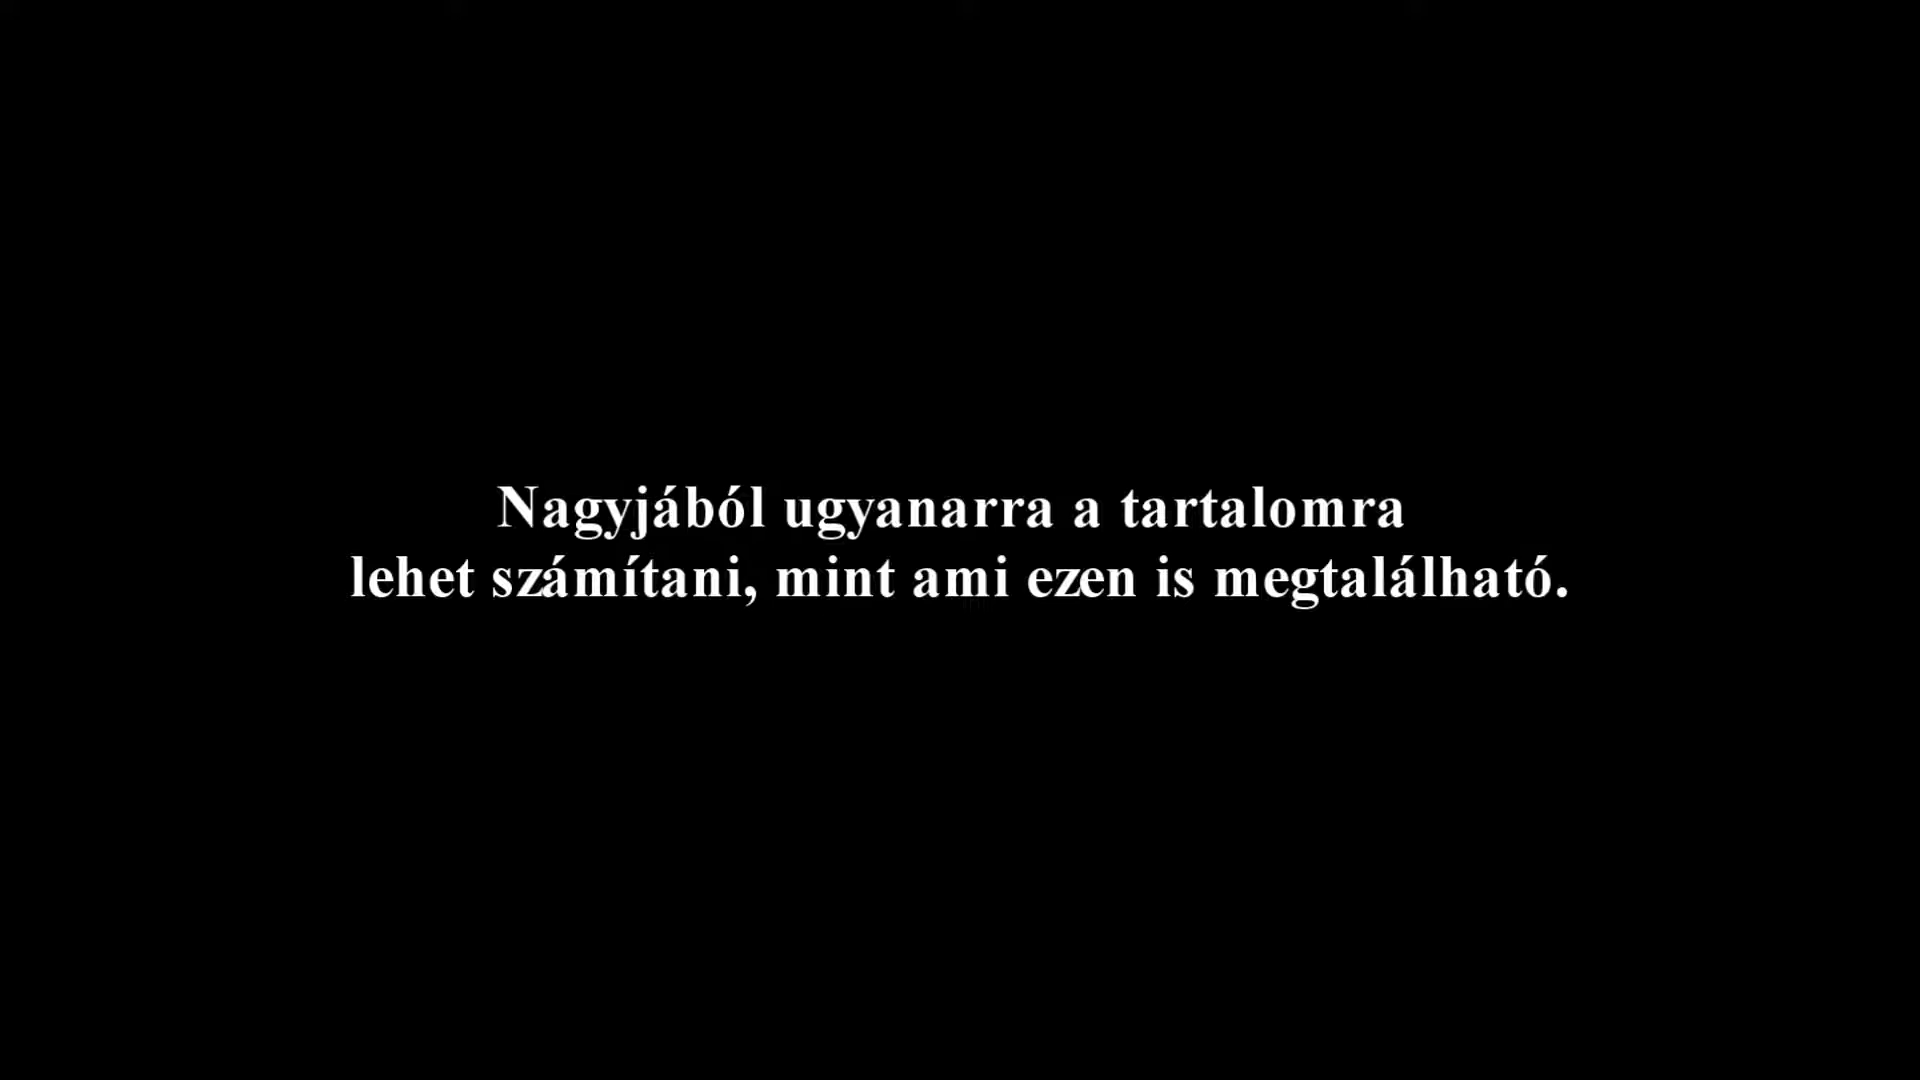 Nagyjából ugyanarra a tartalomra
lehet számítani, mint ami ezen is megtalálható.